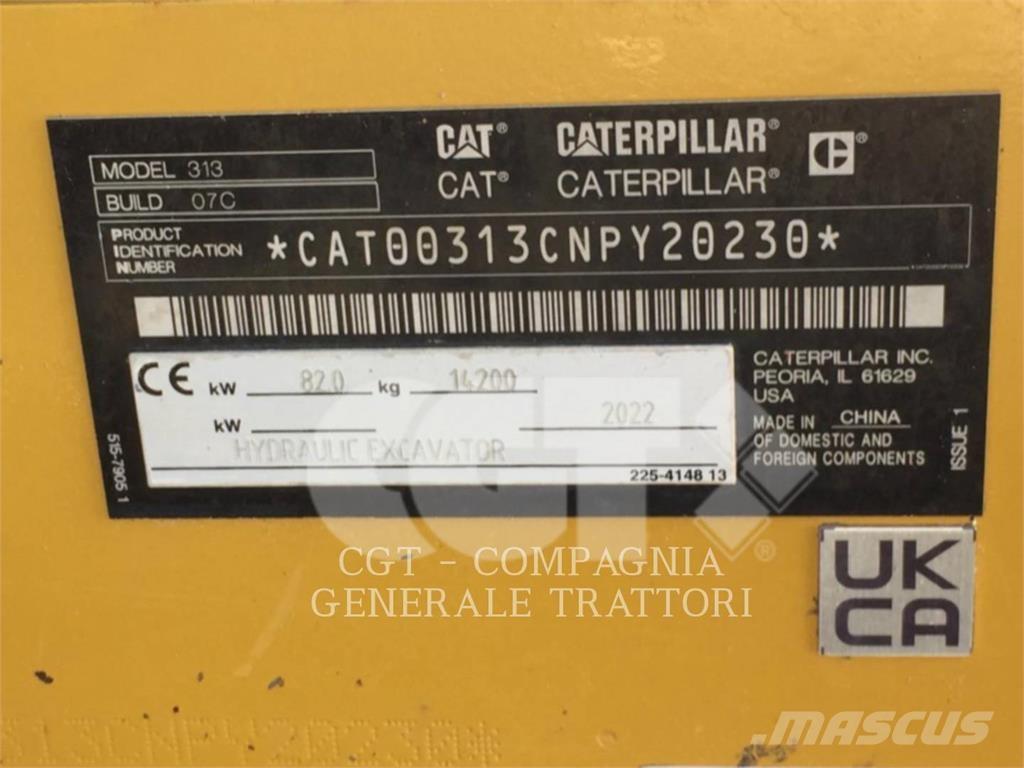 MODEL 313
BUILD 07C
CAT® CATERPILLAR®
CAT® CATERPILLAR®
PRODUCT
IDENTIFICATION
NUMBER
*CAT00313CNPY20230*
CE kW 82.0 kg 14200
kW 2022
HYDRAULIC EXCAVATOR
225-4148 13
515-7905 1
CATERPILLAR INC.
PEORIA, IL 61629
USA
MADE IN CHINA
OF DOMESTIC AND
FOREIGN COMPONENTS
ISSUE 1
CGT®
CGT - COMPAGNIA
GENERALE TRATTORI
UK
CA
313CNPY20230*
MASCUS